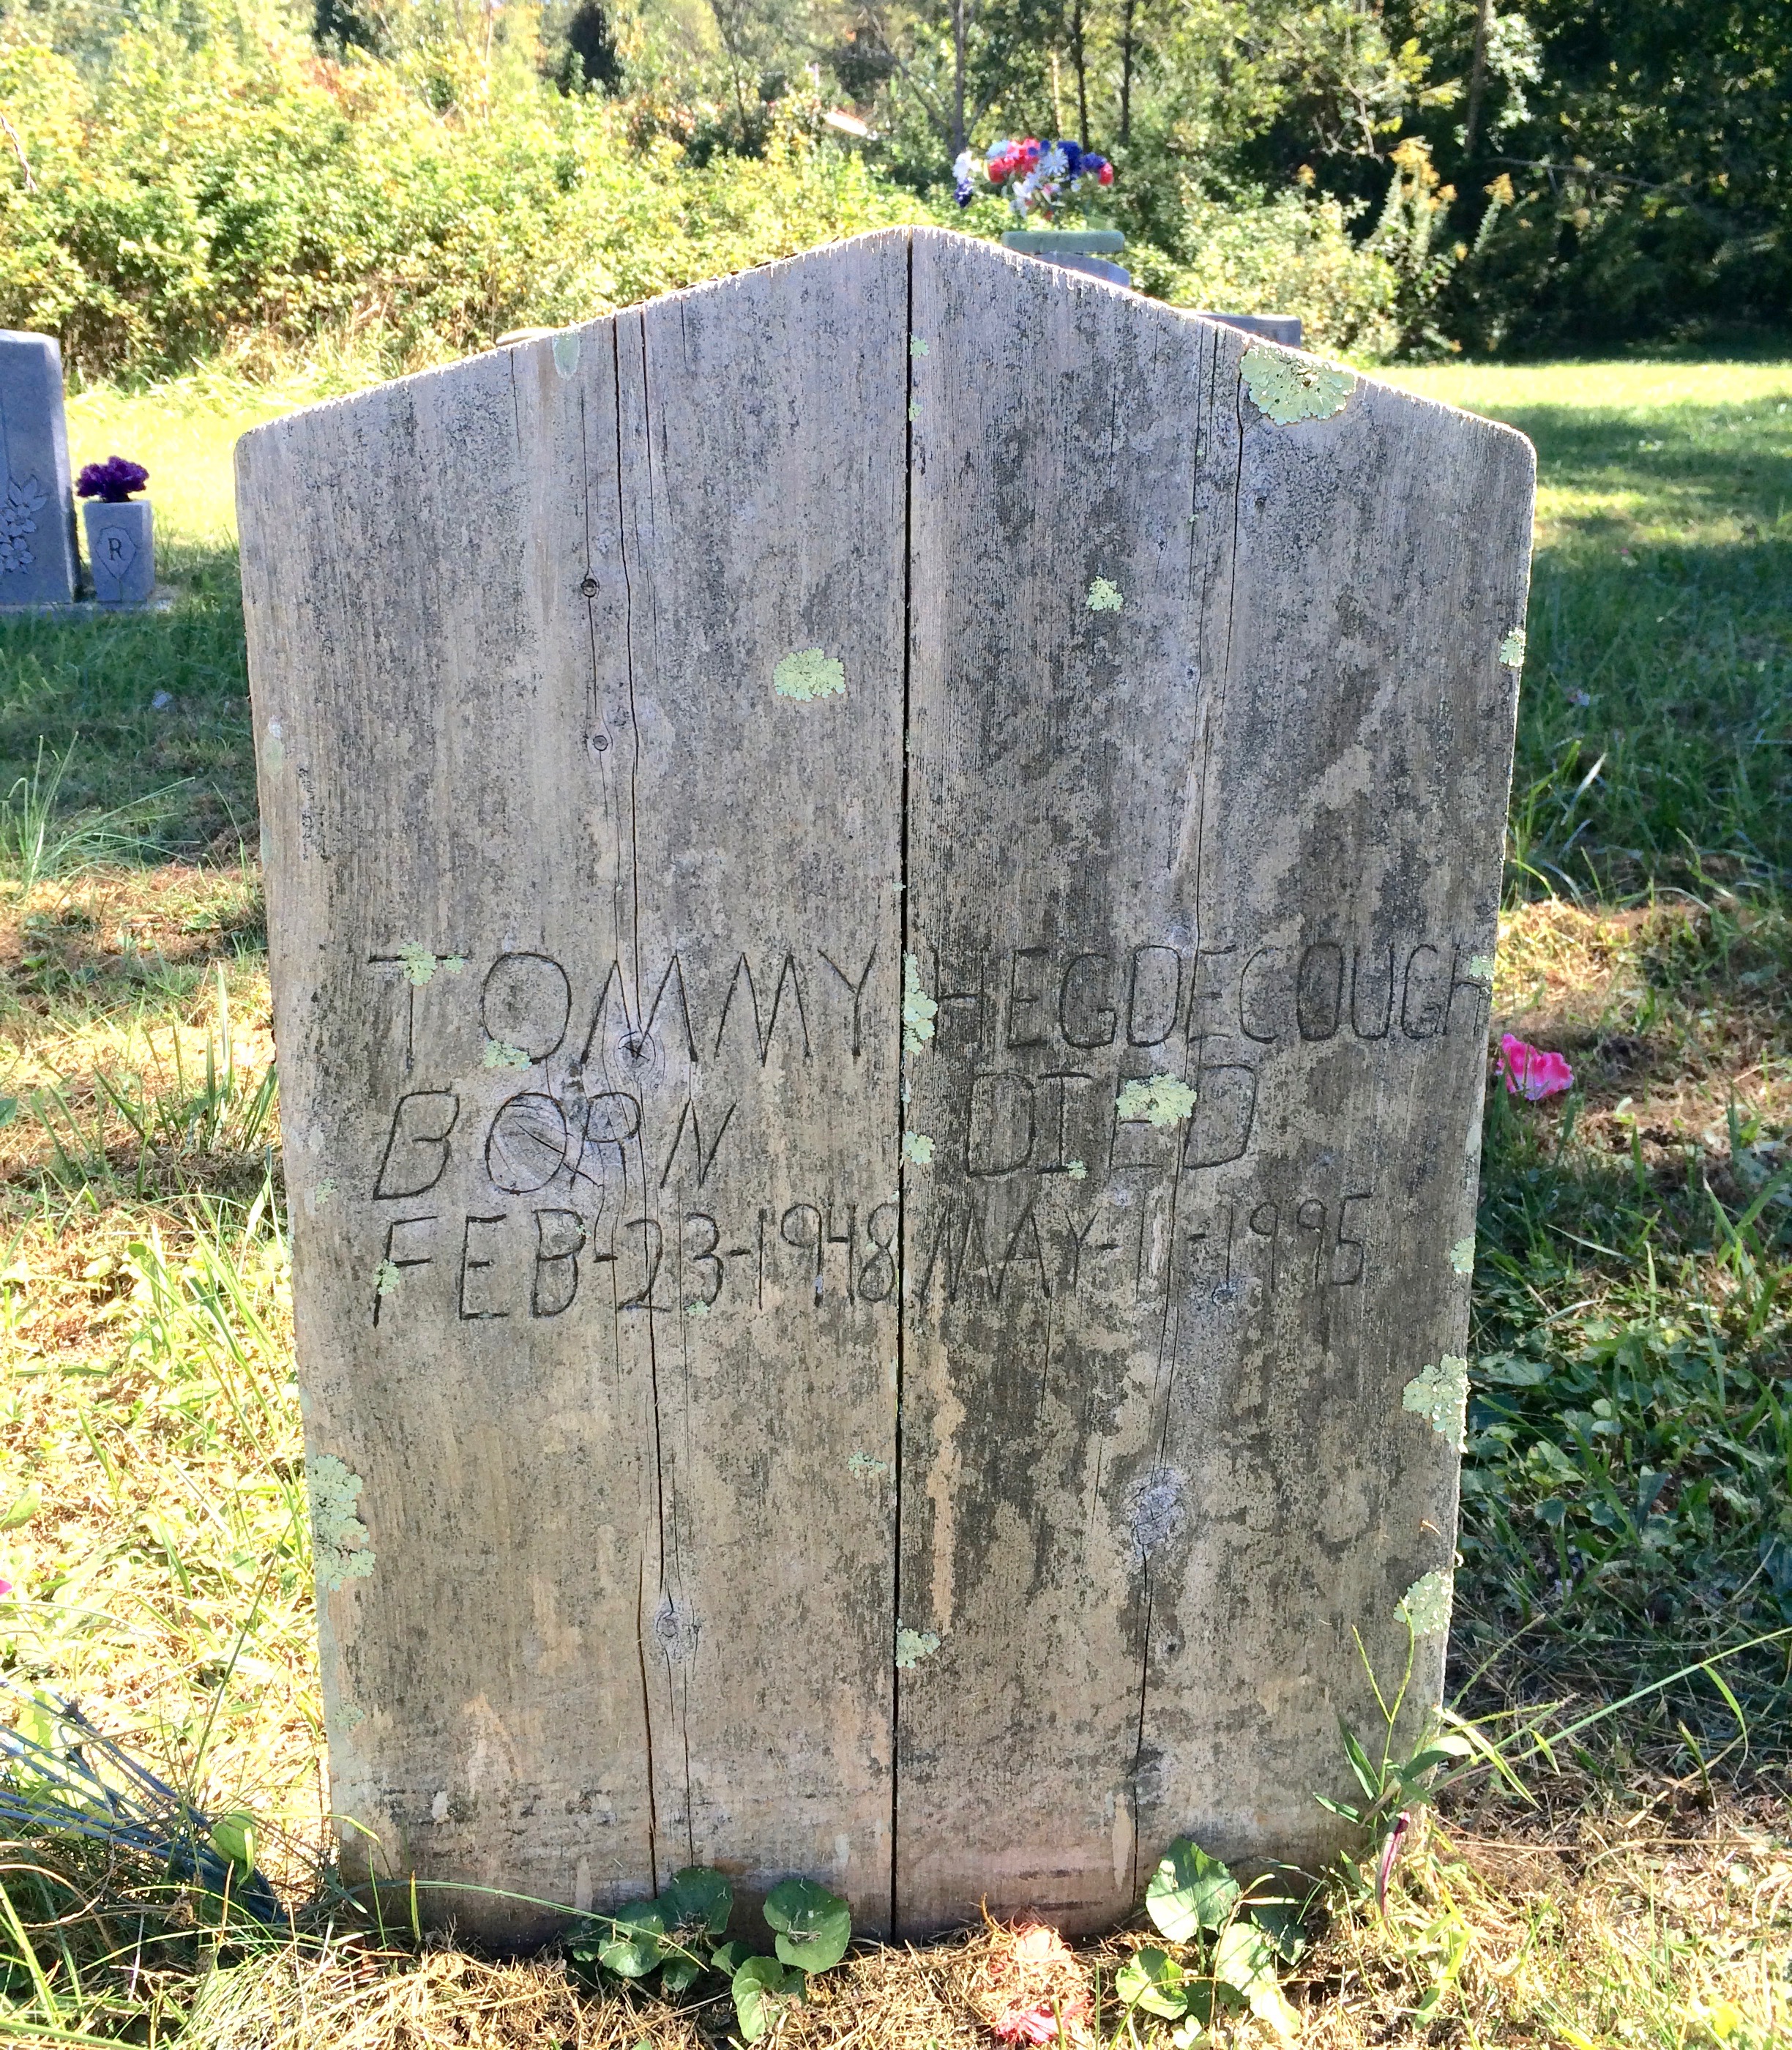 TOMMY HEGDECOUGH
BORN DIED
FEB-23-1948 MAY-1-1995
R